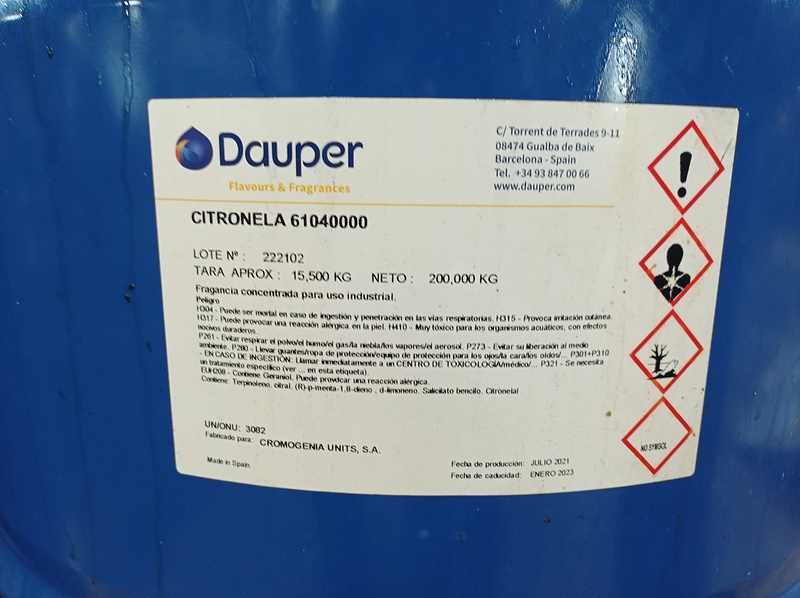 Dauper
Flavours & Fragrances
C/ Torrent de Terrades 9-11
08474 Gualba de Baix
Barcelona - Spain
Tel. +34 93 847 00 66
www.dauper.com
CITRONELA 61040000
LOTE Nº : 222102
TARA APROX : 15,500 KG NETO : 200,000 KG
Fragancia concentrada para uso industrial.
Peligro
H304 - Puede ser mortal en caso de ingestión y penetración en las vías respiratorias. H315 - Provoca irritación cutánea.
H317 - Puede provocar una reacción alérgica en la piel. H410 - Muy tóxico para los organismos acuáticos, con efectos
nocivos duraderos.
P261 - Evitar respirar el polvo/el humo/el gas/la niebla/los vapores/el aerosol. P273 - Evitar su liberación al medio
ambiente. P280 - Llevar guantes/ropa de protección/equipo de protección para los ojos/la cara/los oídos/... P301+P310
- EN CASO DE INGESTIÓN: Llamar inmediatamente a un CENTRO DE TOXICOLOGÍA/médico/... P321 - Se necesita
un tratamiento específico (ver ... en esta etiqueta).
EUH208 - Contiene Geraniol. Puede provocar una reacción alérgica.
Contiene: Terpinoleno, citral, (R)-p-menta-1,8-dieno , d-limoneno, Salicilato bencilo, Citronelal
UN/ONU: 3082
Fabricado para: CROMOGENIA UNITS, S.A.
Made in Spain.
Fecha de producción: JULIO 2021
Fecha de caducidad: ENERO 2023
NO SYMBOL